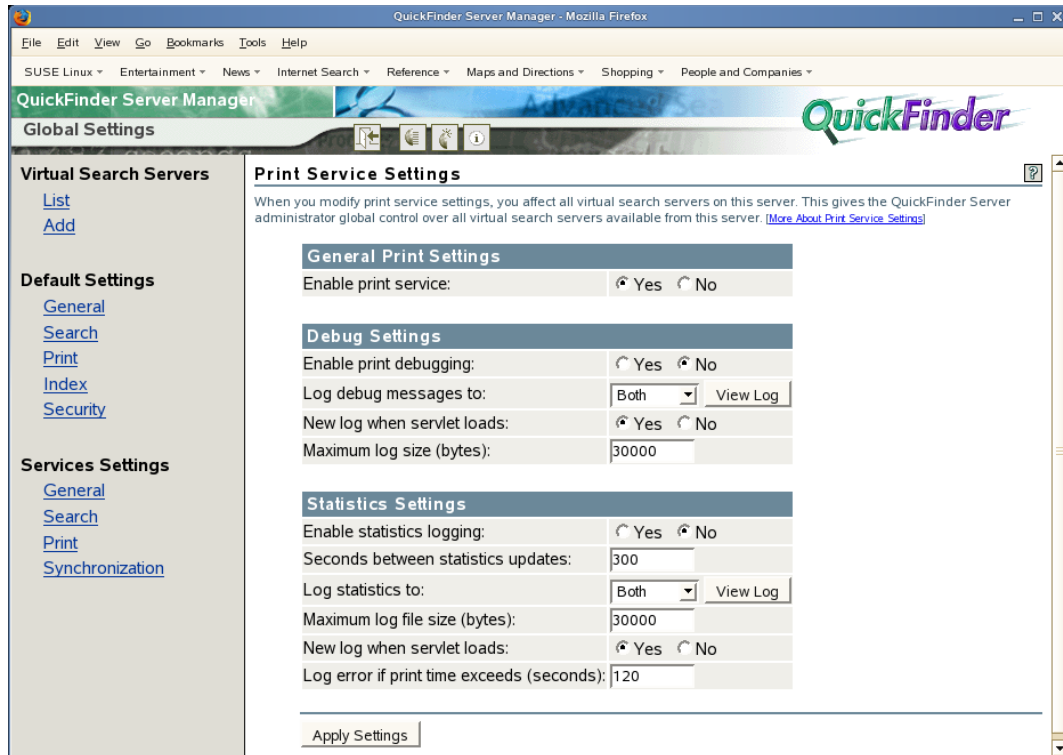 QuickFinder Server Manager - Mozilla Firefox
File Edit View Go Bookmarks Tools Help
SUSE Linux Entertainment News Internet Search Reference Maps and Directions Shopping People and Companies
QuickFinder Server Manager
Advanced Sea
QuickFinder
Global Settings
Virtual Search Servers
List
Add
Default Settings
General
Search
Print
Index
Security
Services Settings
General
Search
Print
Synchronization
Print Service Settings
When you modify print service settings, you affect all virtual search servers on this server. This gives the QuickFinder Server
administrator global control over all virtual search servers available from this server. [More About Print Service Settings]
General Print Settings
Enable print service: Yes No
Debug Settings
Enable print debugging: Yes No
Log debug messages to: Both View Log
New log when servlet loads: Yes No
Maximum log size (bytes): 30000
Statistics Settings
Enable statistics logging: Yes No
Seconds between statistics updates: 300
Log statistics to: Both View Log
Maximum log file size (bytes): 30000
New log when servlet loads: Yes No
Log error if print time exceeds (seconds): 120
Apply Settings